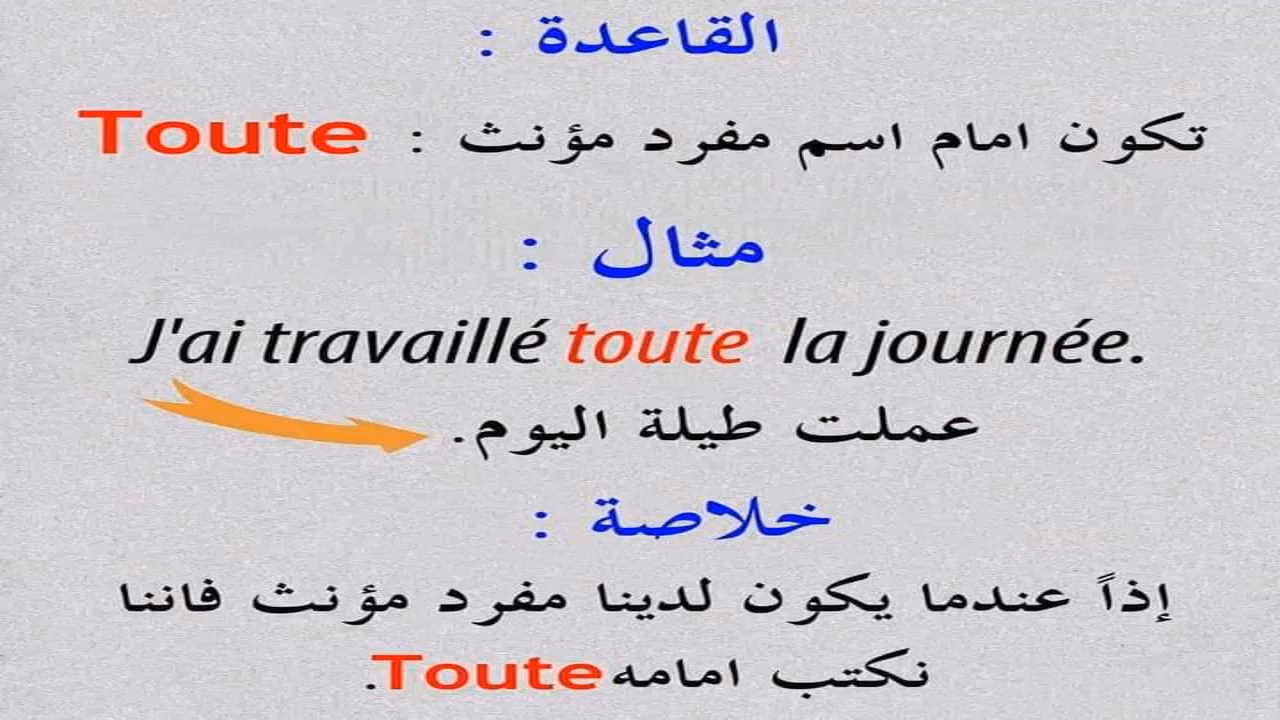 القاعدة :
تكون امام اسم مفرد مؤنث : Toute
مثال :
J'ai travaillé toute la journée.
عملت طيلة اليوم.
خلاصة :
إذاً عندما يكون لدينا مفرد مؤنث فاننا
نكتب امامه Toute.